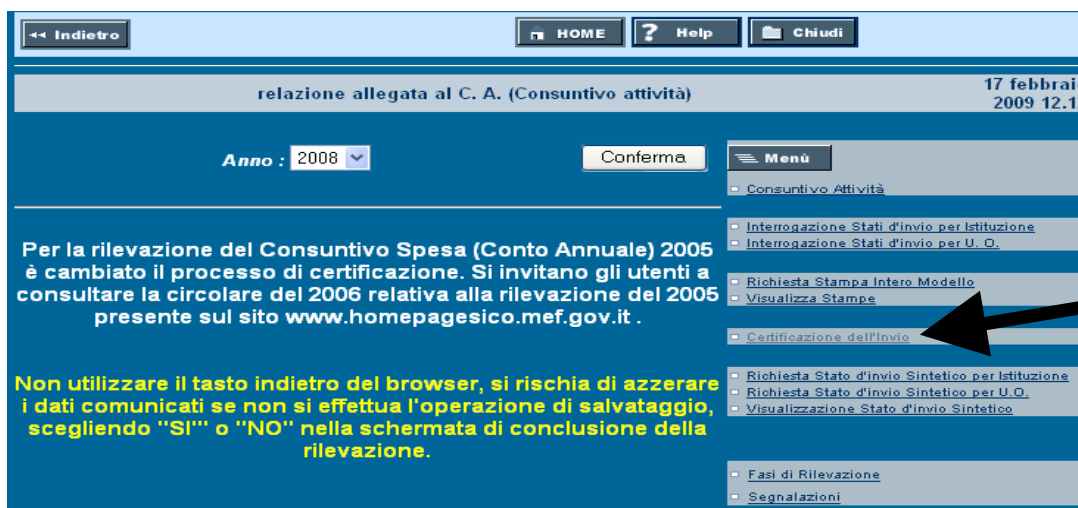 Indietro
HOME
? Help
Chiudi
relazione allegata al C. A. (Consuntivo attività)
17 febbrai
2009 12.1
Anno : 2008
Conferma
Menù
Consuntivo Attività
Interrogazione Stati d'invio per Istituzione
Interrogazione Stati d'invio per U. O.
Richiesta Stampa Intero Modello
Visualizza Stampe
Certificazione dell'Invio
Richiesta Stato d'invio Sintetico per Istituzione
Richiesta Stato d'invio Sintetico per U.O.
Visualizzazione Stato d'invio Sintetico
Fasi di Rilevazione
Segnalazioni
Per la rilevazione del Consuntivo Spesa (Conto Annuale) 2005
è cambiato il processo di certificazione. Si invitano gli utenti a
consultare la circolare del 2006 relativa alla rilevazione del 2005
presente sul sito www.homepagesico.mef.gov.it .
Non utilizzare il tasto indietro del browser, si rischia di azzerare
i dati comunicati se non si effettua l'operazione di salvataggio,
scegliendo "SI'" o "NO" nella schermata di conclusione della
rilevazione.